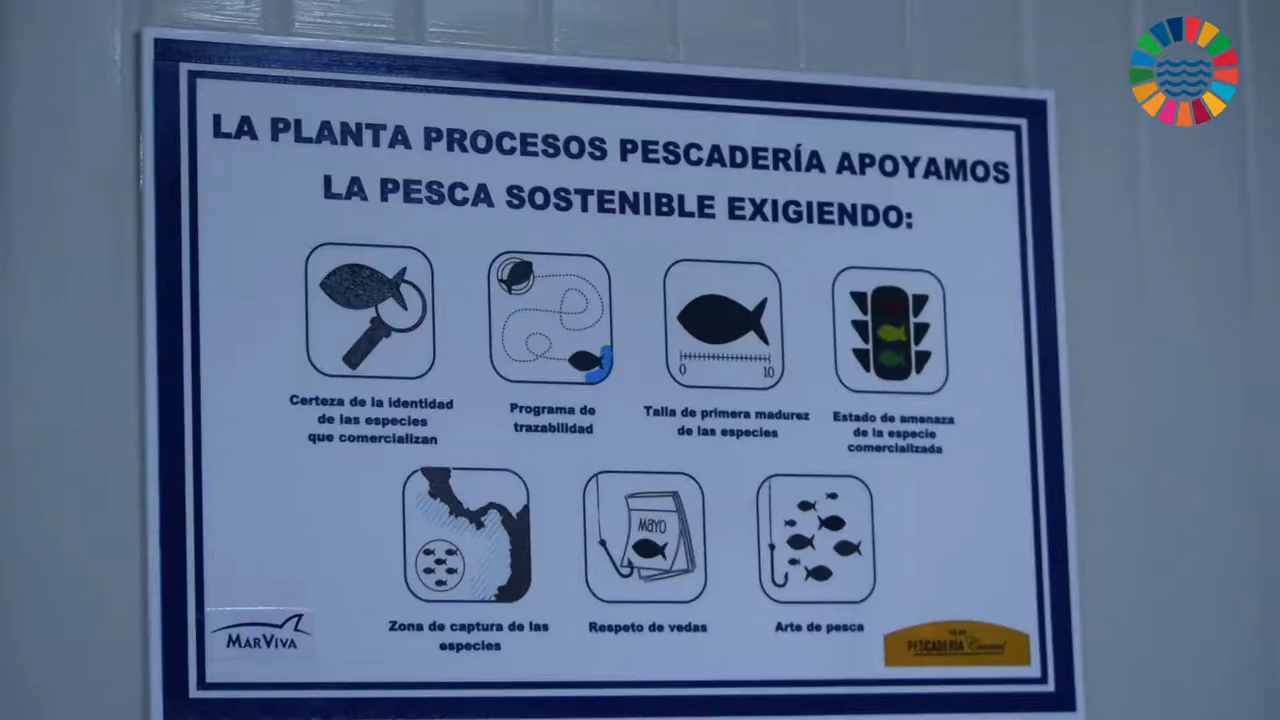 LA PLANTA PROCESOS PESCADERÍA APOYAMOS
LA PESCA SOSTENIBLE EXIGIENDO:
0 10
Certeza de la identidad
de las especies
que comercializan
Programa de
trazabilidad
Talla de primera madurez
de las especies
Estado de amenaza
de la especie
comercializada
MAYO
Zona de captura de las
especies
Respeto de vedas
Arte de pesca
MARVIVA
PESCADERÍA